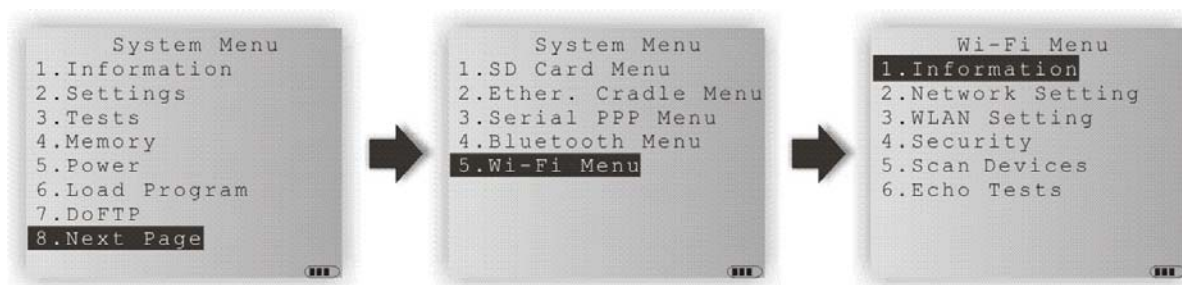 System Menu
1.Information
2.Settings
3.Tests
4.Memory
5.Power
6.Load Program
7.DoFTP
8.Next Page
System Menu
1.SD Card Menu
2.Ether. Cradle Menu
3.Serial PPP Menu
4.Bluetooth Menu
5.Wi-Fi Menu
Wi-Fi Menu
1.Information
2.Network Setting
3.WLAN Setting
4.Security
5.Scan Devices
6.Echo Tests